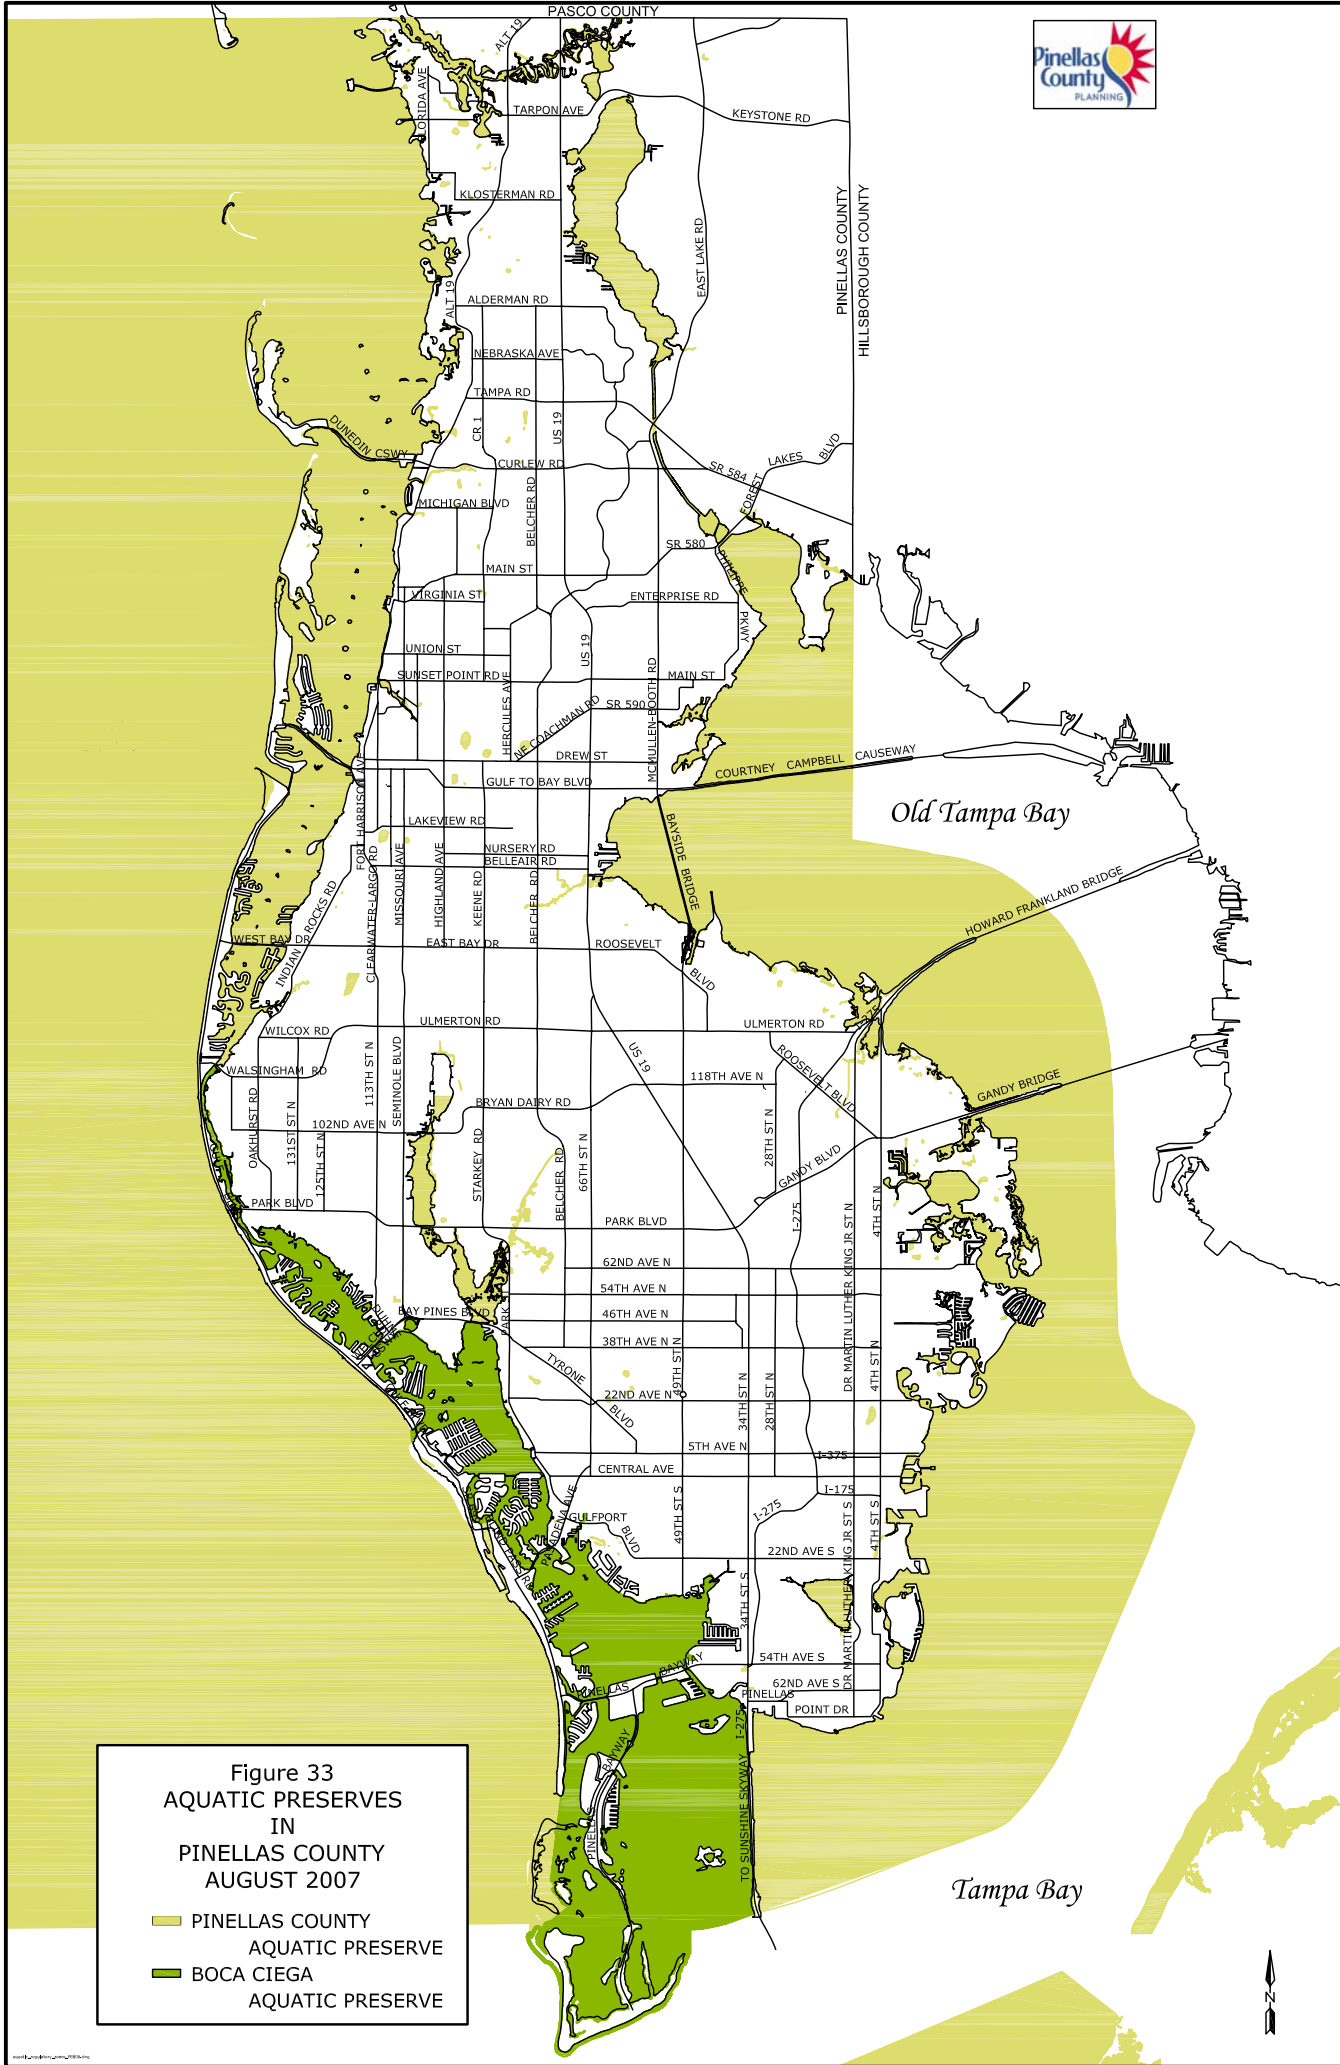 PASCO COUNTY
Pinellas
County
PLANNING
ALT 19
FLORIDA AVE
TARPON AVE
KEYSTONE RD
KLOSTERMAN RD
EAST LAKE RD
PINELLAS COUNTY
HILLSBOROUGH COUNTY
ALT 19
ALDERMAN RD
NEBRASKA AVE
TAMPA RD
CR 1
US 19
DUNEDIN CSWY
CURLEW RD
SR 584
FOREST
LAKES
BLVD
MICHIGAN BLVD
BELCHER RD
SR 580
MAIN ST
PHILIPPE
PKWY
VIRGINIA ST
ENTERPRISE RD
UNION ST
US 19
SUNSET POINT RD
MAIN ST
HERCULES AVE
NE COACHMAN RD
SR 590
MCMULLEN-BOOTH RD
DREW ST
COURTNEY CAMPBELL CAUSEWAY
GULF TO BAY BLVD
Old Tampa Bay
FORT HARRISON AVE
LAKEVIEW RD
BAYSIDE BRIDGE
NURSERY RD
BELLEAIR RD
CLEARWATER-LARGO RD
MISSOURI AVE
HIGHLAND AVE
KEENE RD
BELCHER RD
INDIAN ROCKS RD
HOWARD FRANKLAND BRIDGE
WEST BAY DR
EAST BAY DR
ROOSEVELT
BLVD
I-275
WILCOX RD
ULMERTON RD
ULMERTON RD
US 19
ROOSEVELT BLVD
WALSINGHAM RD
118TH AVE N
GANDY BRIDGE
OAKHURST RD
131ST ST N
125TH ST N
113TH ST N
SEMINOLE BLVD
BRYAN DAIRY RD
102ND AVE N
STARKEY RD
BELCHER RD
66TH ST N
28TH ST N
GANDY BLVD
PARK BLVD
PARK BLVD
I-275
DR MARTIN LUTHER KING JR ST N
4TH ST N
62ND AVE N
54TH AVE N
BAY PINES BLVD
PARK
46TH AVE N
38TH AVE N
TYRONE
BLVD
49TH ST N
22ND AVE N
34TH ST N
28TH ST N
4TH ST N
5TH AVE N
I-375
CENTRAL AVE
I-175
PASADENA AVE
GULFPORT
BLVD
49TH ST S
I-275
22ND AVE S
4TH ST S
DR MARTIN LUTHER KING JR ST S
34TH ST S
54TH AVE S
PINELLAS
BAYWAY
62ND AVE S
PINELLAS
POINT DR
I-275
PINELLAS
BAYWAY
TO SUNSHINE SKYWAY
Figure 33
AQUATIC PRESERVES
IN
PINELLAS COUNTY
AUGUST 2007
PINELLAS COUNTY
AQUATIC PRESERVE
BOCA CIEGA
AQUATIC PRESERVE
Tampa Bay
N